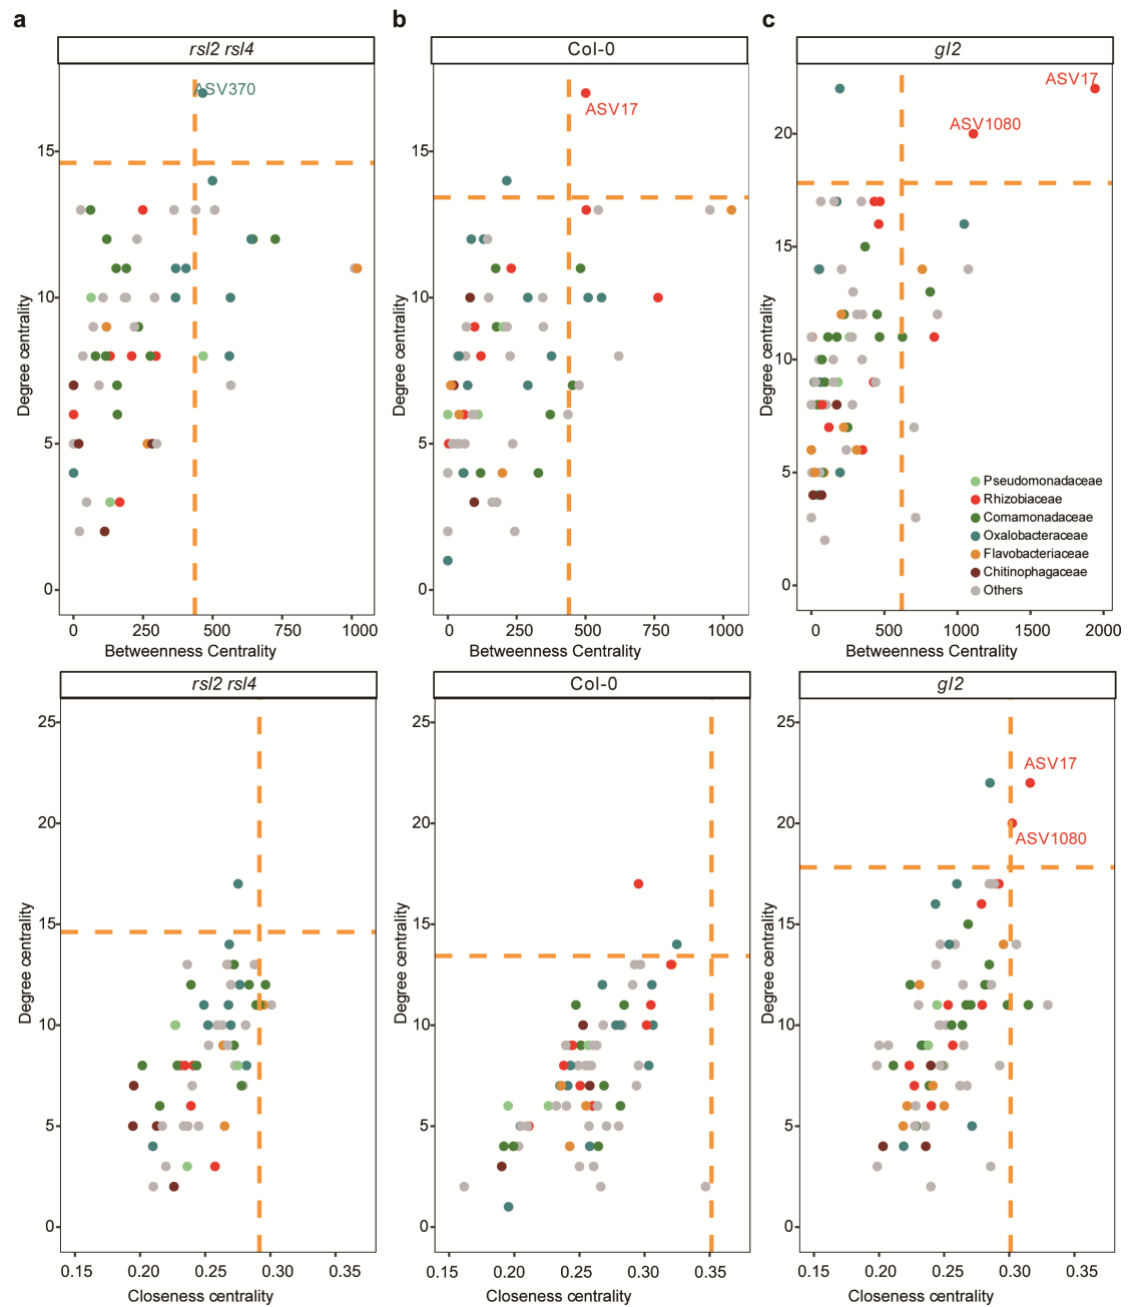 a
b
c
rsl2 rsl4
Col-0
gl2
ASV370
15
10
5
0
Degree centrality
0
250
500
750
1000
Betweenness Centrality
ASV17
15
10
5
0
Degree centrality
0
250
500
750
1000
Betweenness Centrality
ASV17
ASV1080
20
15
10
5
0
Degree centrality
Pseudomonadaceae
Rhizobiaceae
Comamonadaceae
Oxalobacteraceae
Flavobacteriaceae
Chitinophagaceae
Others
0
500
1000
1500
2000
Betweenness Centrality
rsl2 rsl4
Col-0
gl2
25
20
15
10
5
0
Degree centrality
0.15
0.20
0.25
0.30
0.35
Closeness centrality
25
20
15
10
5
0
Degree centrality
0.15
0.20
0.25
0.30
0.35
Closeness centrality
ASV17
ASV1080
25
20
15
10
5
0
Degree centrality
0.15
0.20
0.25
0.30
0.35
Closeness centrality